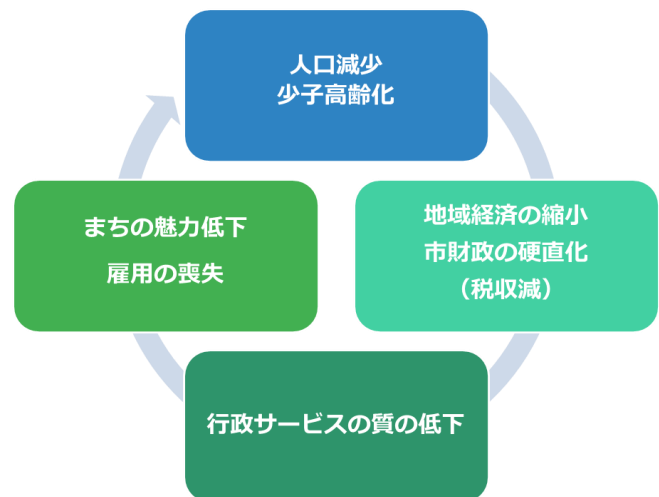 人口減少
少子高齢化
地域経済の縮小
市財政の硬直化
（税収減）
行政サービスの質の低下
まちの魅力低下
雇用の喪失